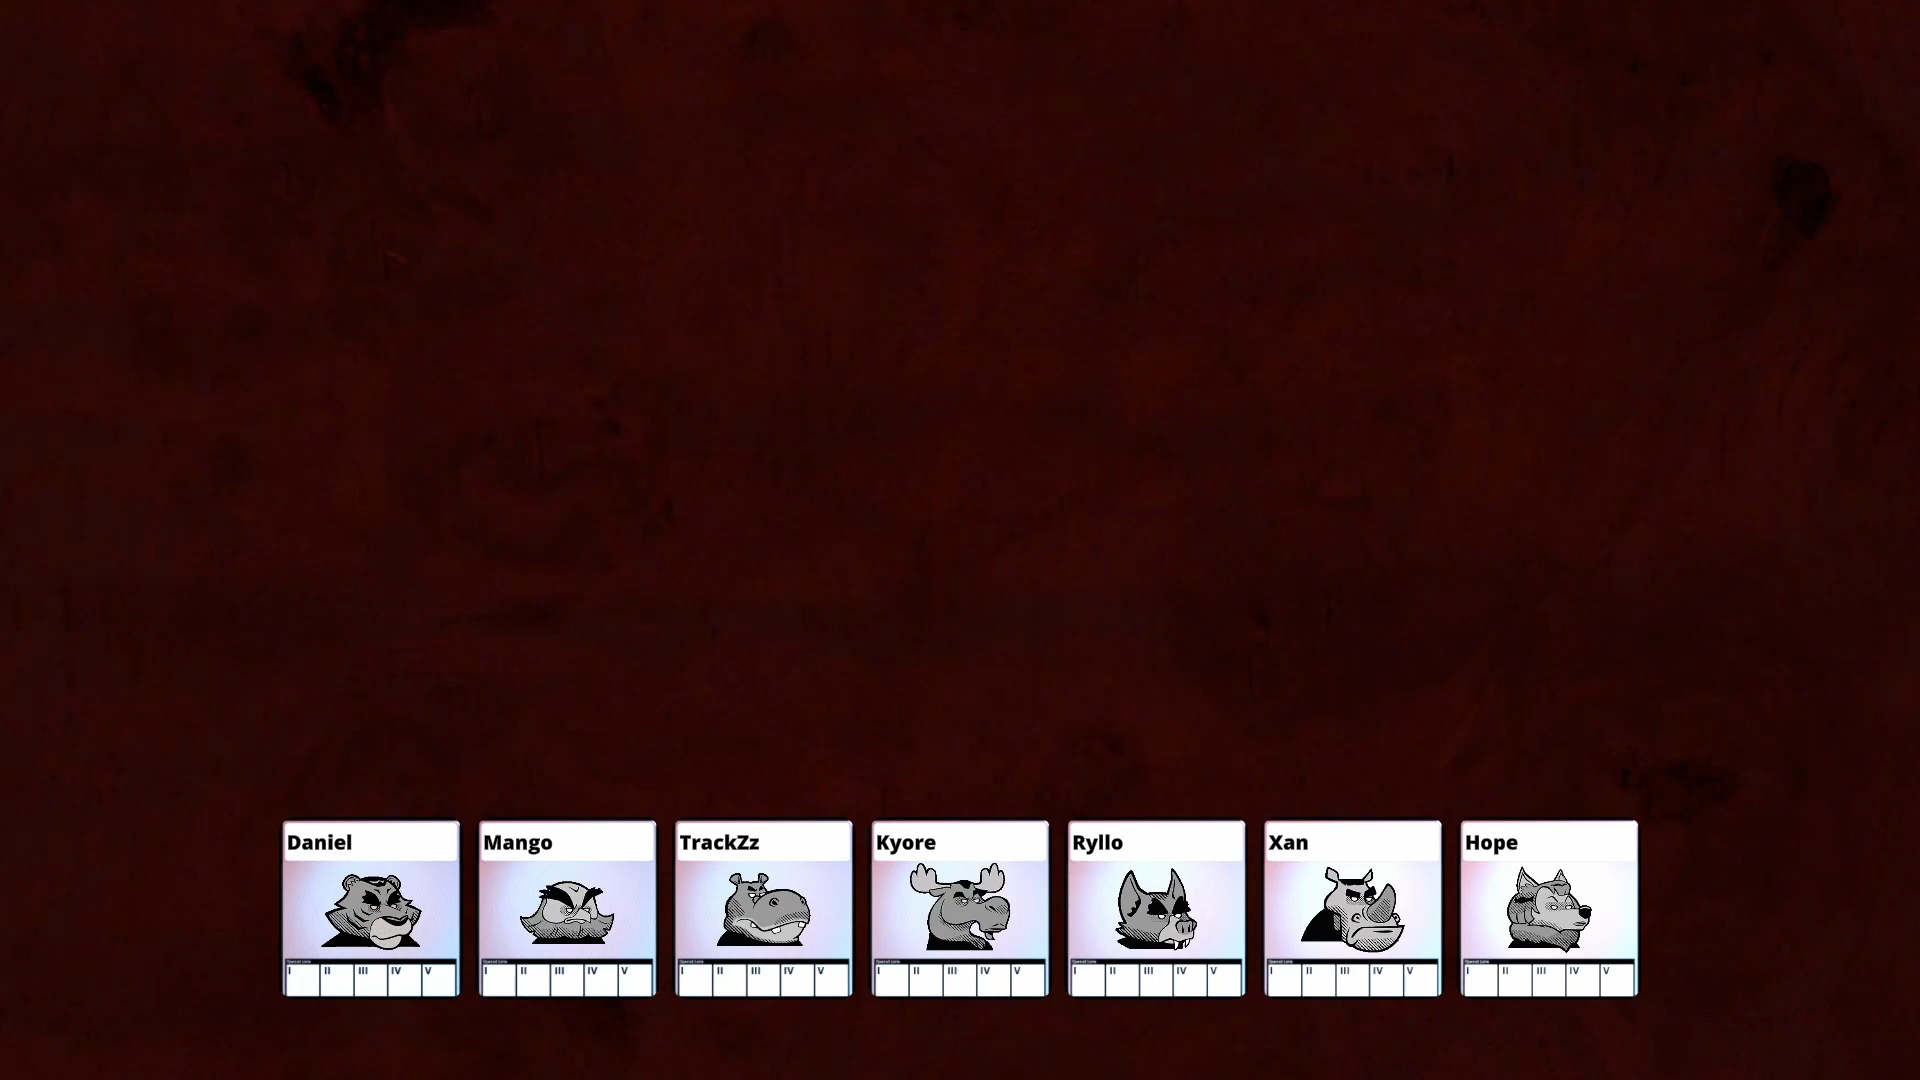 Daniel
Mango
TrackZz
Kyore
Ryllo
Xan
Hope
I II III IV V
I II III IV V
I II III IV V
I II III IV V
I II III IV V
I II III IV V
I II III IV V